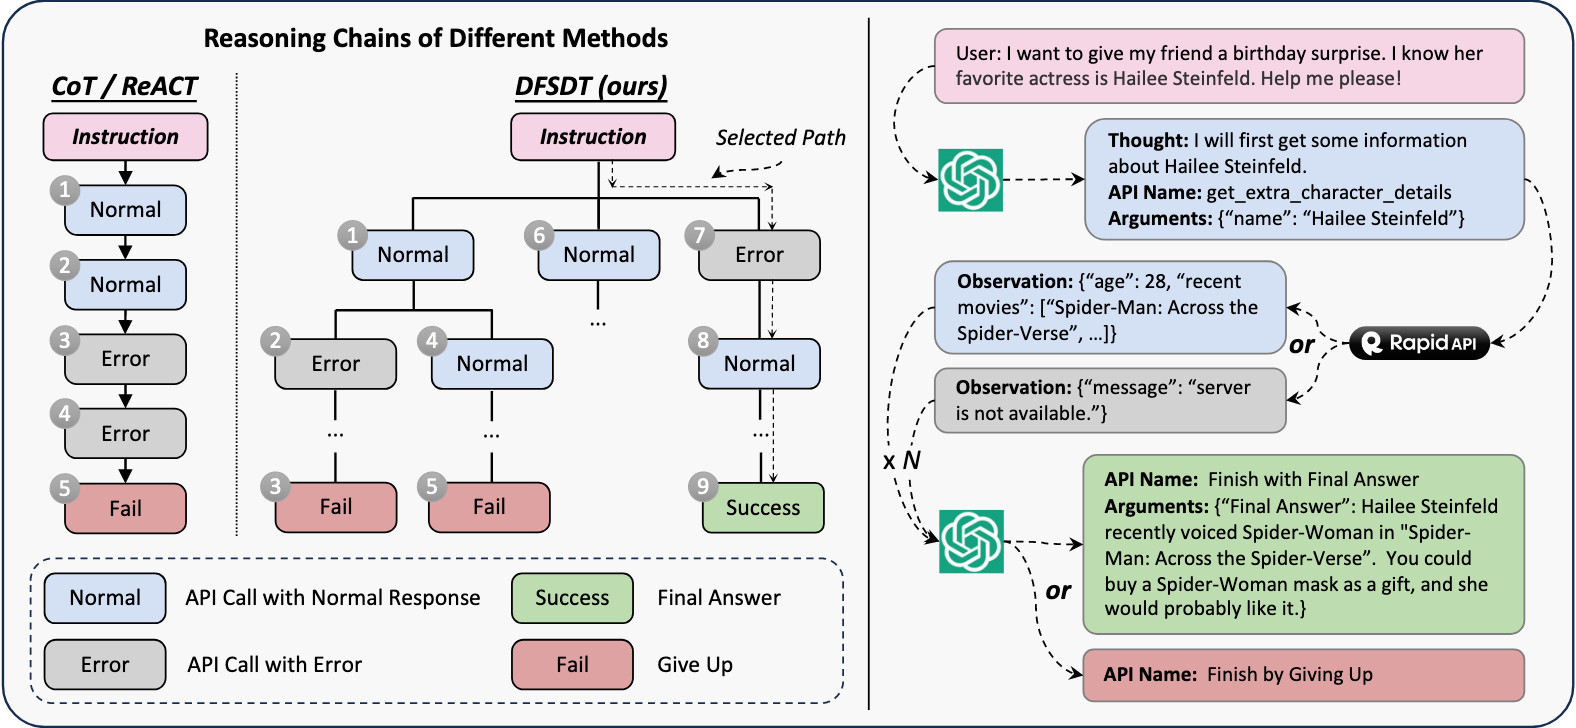 Reasoning Chains of Different Methods
CoT / ReACT
Instruction
1
Normal
2
Normal
3
Error
4
Error
5
Fail
DFSDT (ours)
Instruction
Selected Path
1
Normal
6
Normal
7
Error
...
2
Error
4
Normal
8
Normal
...
...
...
3
Fail
5
Fail
9
Success
Normal
API Call with Normal Response
Success
Final Answer
Error
API Call with Error
Fail
Give Up
User: I want to give my friend a birthday surprise. I know her
favorite actress is Hailee Steinfeld. Help me please!
Thought: I will first get some information
about Hailee Steinfeld.
API Name: get_extra_character_details
Arguments: {“name”: “Hailee Steinfeld”}
Observation: {“age”: 28, “recent
movies”: [“Spider-Man: Across the
Spider-Verse”, …]}
or
Rapid API
Observation: {“message”: “server
is not available.”}
x N
API Name: Finish with Final Answer
Arguments: {“Final Answer”: Hailee Steinfeld
recently voiced Spider-Woman in "Spider-
Man: Across the Spider-Verse”. You could
buy a Spider-Woman mask as a gift, and she
would probably like it.}
or
API Name: Finish by Giving Up